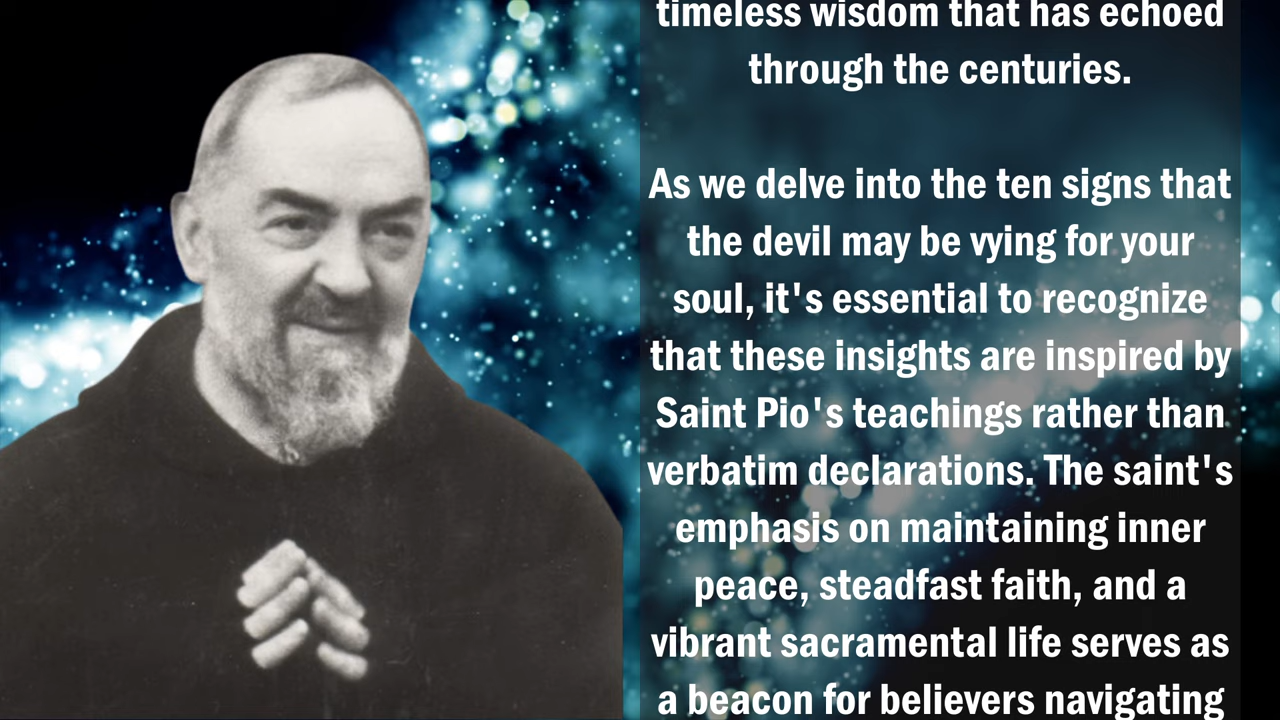 timeless wisdom that has echoed
through the centuries.
As we delve into the ten signs that
the devil may be vying for your
soul, it's essential to recognize
that these insights are inspired by
Saint Pio's teachings rather than
verbatim declarations. The saint's
emphasis on maintaining inner
peace, steadfast faith, and a
vibrant sacramental life serves as
a beacon for believers navigating